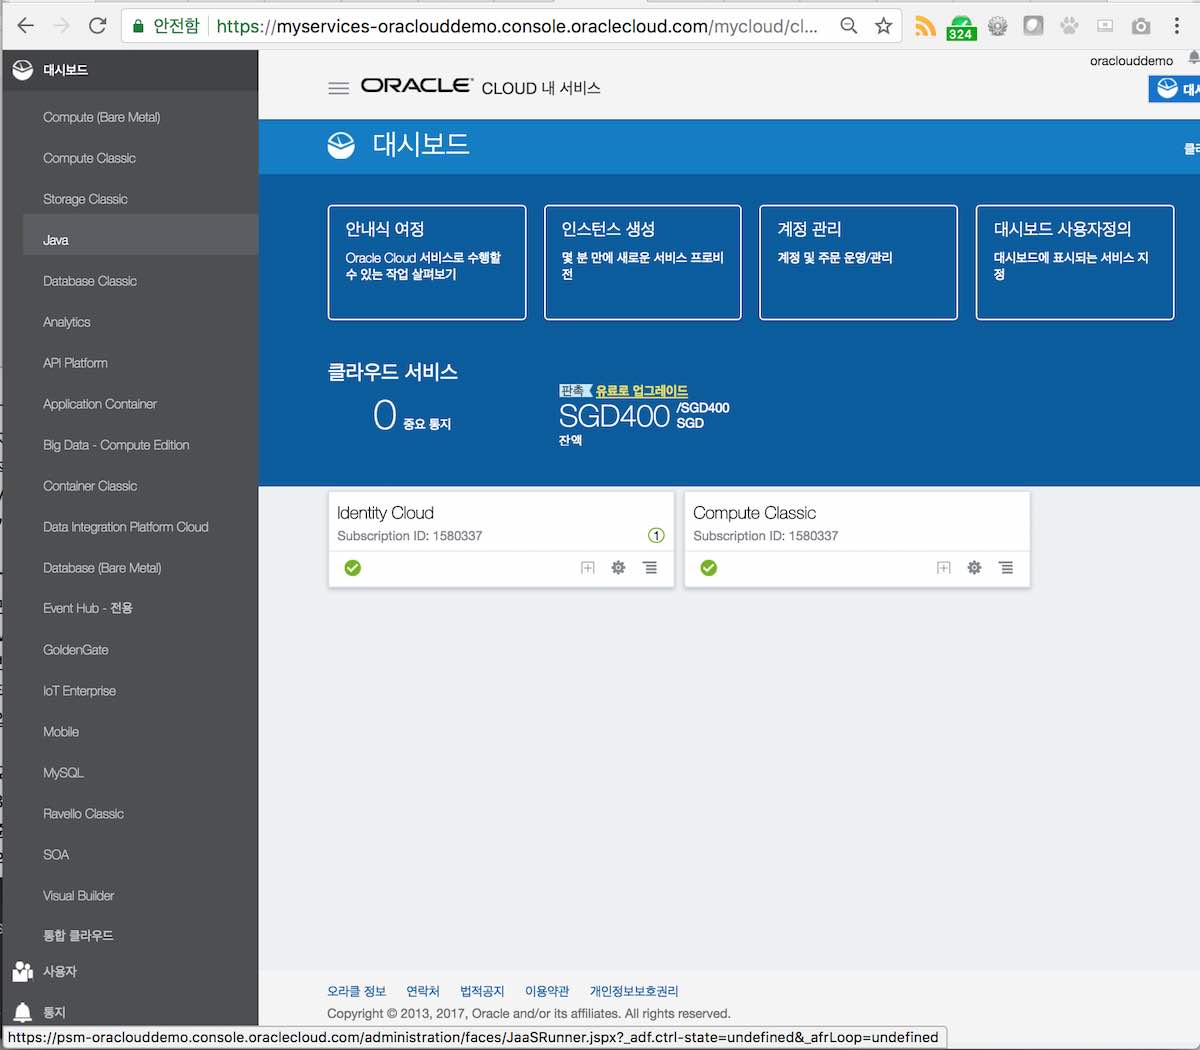 안전함
https://myservices-oraclouddemo.console.oraclecloud.com/mycloud/cl...
324
대시보드
Compute (Bare Metal)
Compute Classic
Storage Classic
Java
Database Classic
Analytics
API Platform
Application Container
Big Data - Compute Edition
Container Classic
Data Integration Platform Cloud
Database (Bare Metal)
Event Hub - 전용
GoldenGate
IoT Enterprise
Mobile
MySQL
Ravello Classic
SOA
Visual Builder
통합 클라우드
사용자
통지
oraclouddemo
ORACLE CLOUD 내 서비스
대시
대시보드
클라
안내식 여정
Oracle Cloud 서비스로 수행할
수 있는 작업 살펴보기
인스턴스 생성
몇 분 만에 새로운 서비스 프로비
전
계정 관리
계정 및 주문 운영/관리
대시보드 사용자정의
대시보드에 표시되는 서비스 지
정
클라우드 서비스
0 중요 통지
판촉 유료로 업그레이드
SGD400 /SGD400
SGD
잔액
Identity Cloud
Subscription ID: 1580337
1
Compute Classic
Subscription ID: 1580337
오라클 정보 연락처 법적공지 이용약관 개인정보보호권리
Copyright © 2013, 2017, Oracle and/or its affiliates. All rights reserved.
https://psm-oraclouddemo.console.oraclecloud.com/administration/faces/JaaSRunner.jspx?_adf.ctrl-state=undefined&_afrLoop=undefined